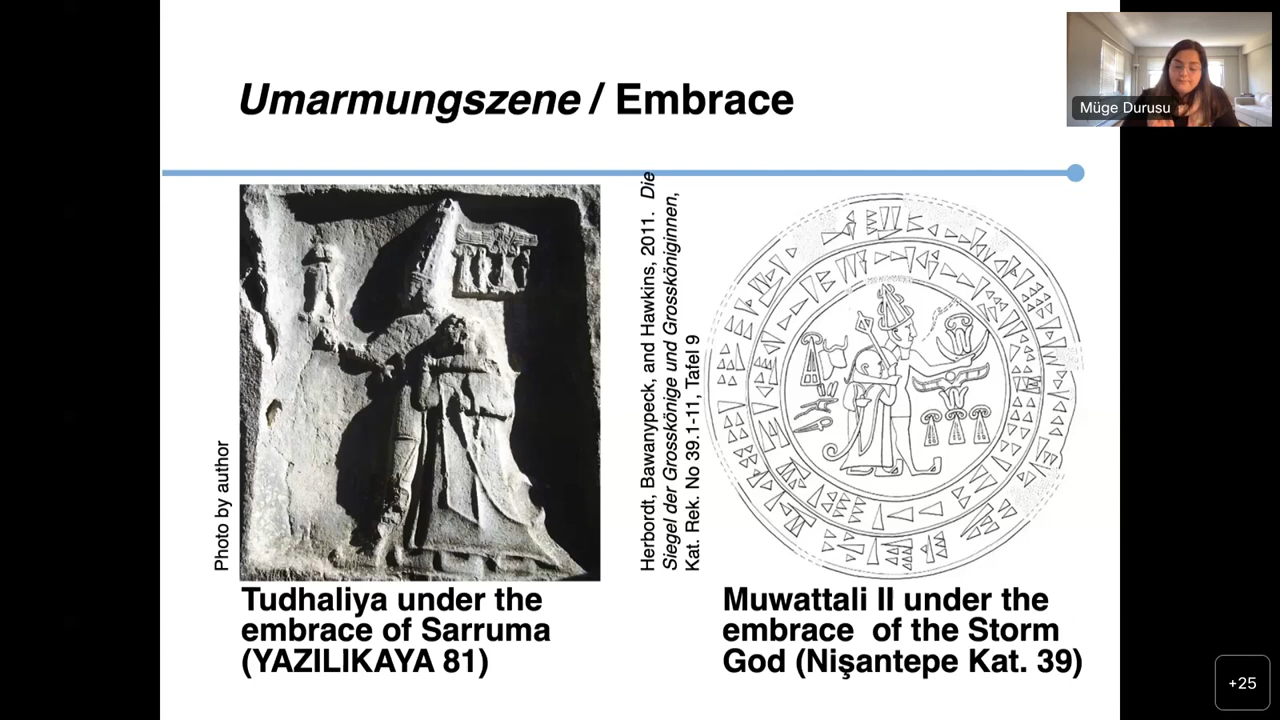 Umarmungszene / Embrace
Müge Durusu
Photo by author
Herbordt, Bawanypeck, and Hawkins, 2011. Die
Siegel der Grosskönige und Grossköniginnen,
Kat. Rek. No 39.1-11, Tafel 9
Tudhaliya under the
embrace of Sarruma
(YAZILIKAYA 81)
Muwattali II under the
embrace of the Storm
God (Nişantepe Kat. 39)
+25